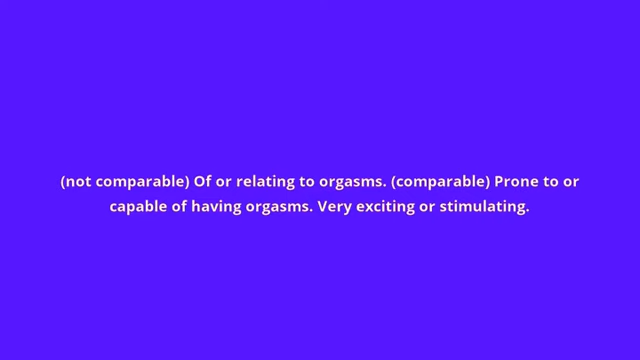 (not comparable) Of or relating to orgasms. (comparable) Prone to or
capable of having orgasms. Very exciting or stimulating.